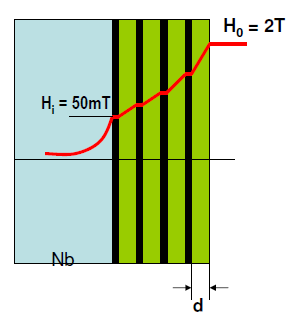 H₀ = 2T
Hᵢ = 50mT
Nb
d